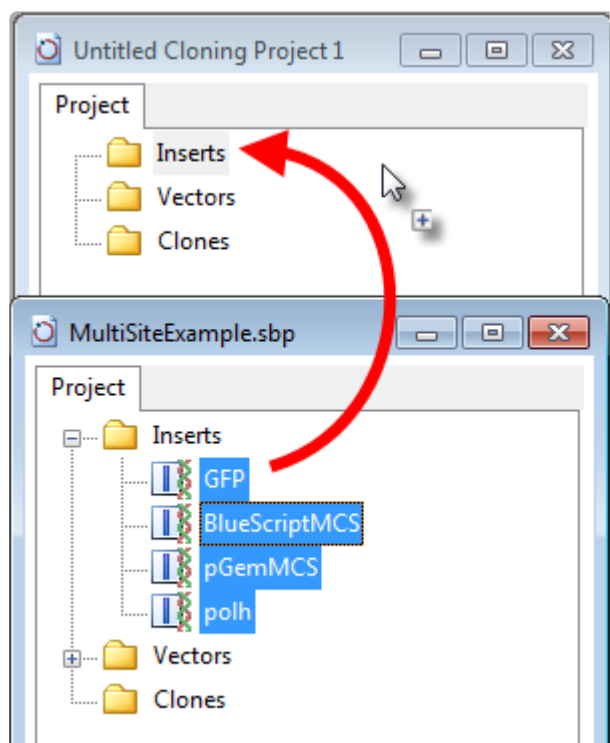 Untitled Cloning Project 1
Project
Inserts
Vectors
Clones
MultiSiteExample.sbp
Project
Inserts
GFP
BlueScriptMCS
pGemMCS
polh
Vectors
Clones